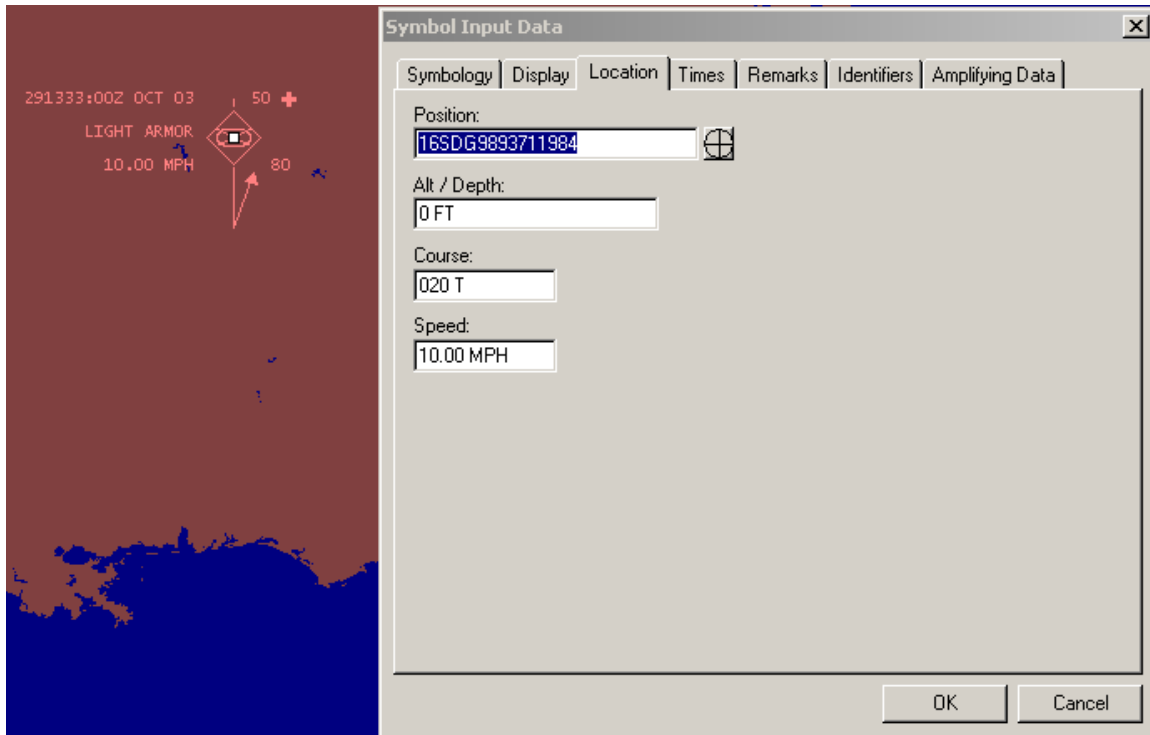 291333:00Z OCT 03 50
LIGHT ARMOR
10.00 MPH 80
Symbol Input Data
Symbology Display Location Times Remarks Identifiers Amplifying Data
Position:
16SDG9893711984
Alt / Depth:
0 FT
Course:
020 T
Speed:
10.00 MPH
OK Cancel